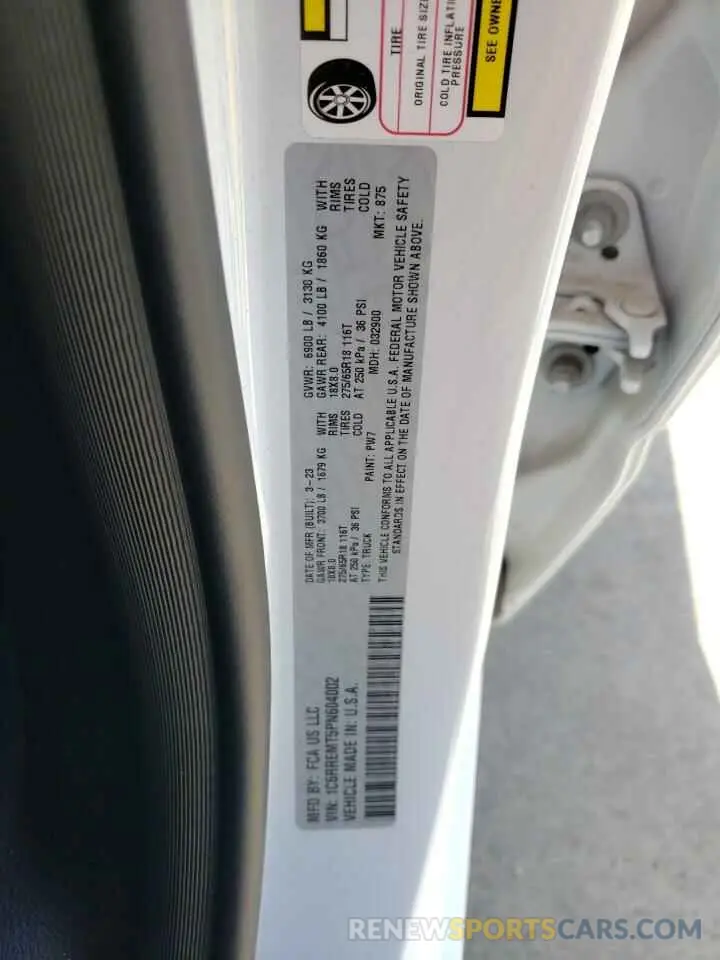 TIRE
ORIGINAL TIRE SIZE
COLD TIRE INFLATI
PRESSURE
SEE OWNE
MFD BY: FCA US LLC
VIN: 1C6RREMT5PN604002
VEHICLE MADE IN: U.S.A.
DATE OF MFR (BUILT): 3-23
GAWR FRONT: 3700 LB / 1679 KG WITH
18X8.0 RIMS
275/65R18 116T TIRES
AT 250 kPa / 36 PSI COLD
TYPE: TRUCK
PAINT: PW7
GVWR: 6900 LB / 3130 KG
GAWR REAR: 4100 LB / 1860 KG WITH
18X8.0 RIMS
275/65R18 116T TIRES
AT 250 kPa / 36 PSI COLD
MDH: 032900 MKT: 875
THIS VEHICLE CONFORMS TO ALL APPLICABLE U.S.A. FEDERAL MOTOR VEHICLE SAFETY
STANDARDS IN EFFECT ON THE DATE OF MANUFACTURE SHOWN ABOVE.
RENEWSPORTSCARS.COM